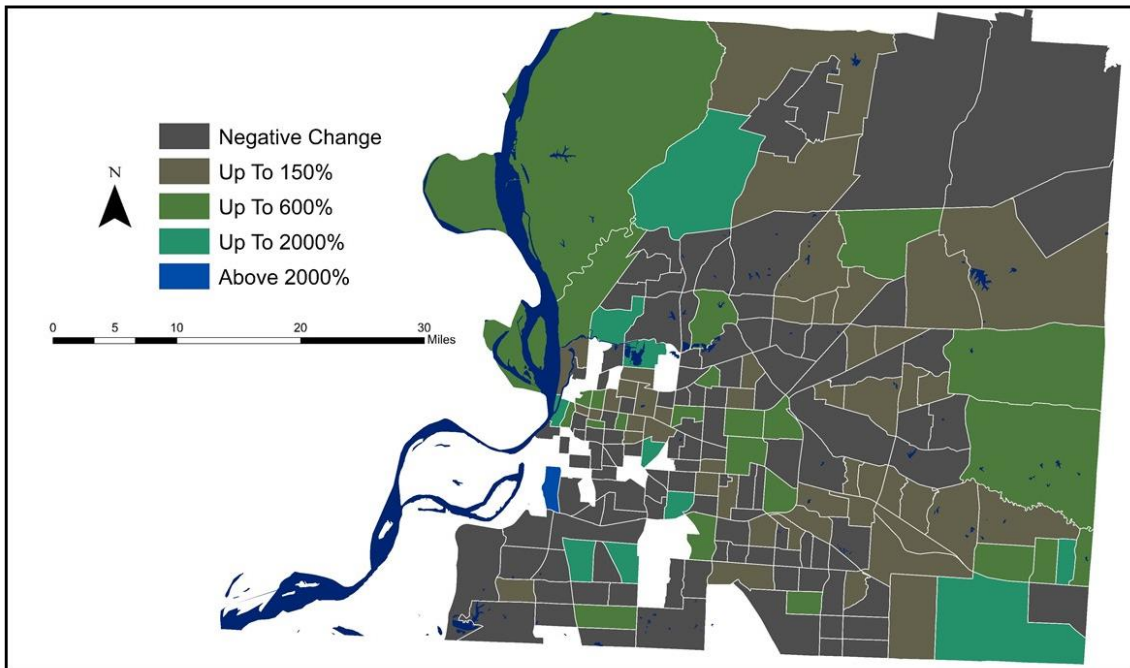 Negative Change
Up To 150%
Up To 600%
Up To 2000%
Above 2000%
N
0 5 10 20 30
Miles